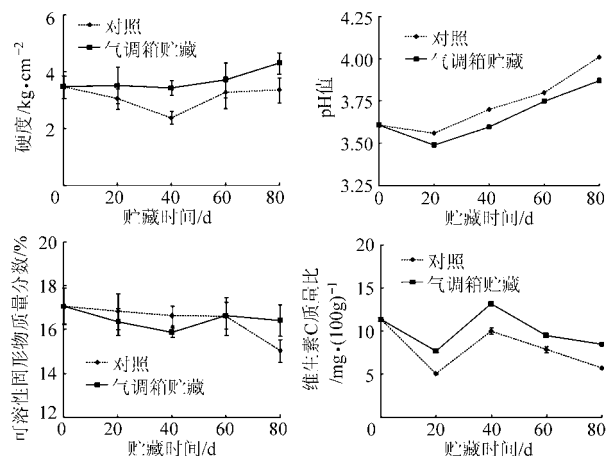 6
4
2
0
硬度/kg•cm⁻²
对照
气调箱贮藏
0 20 40 60 80
贮藏时间/d
4.25
4.00
3.75
3.50
3.25
pH值
对照
气调箱贮藏
0 20 40 60 80
贮藏时间/d
20
18
16
14
12
可溶性固形物质量分数/%
对照
气调箱贮藏
0 20 40 60 80
贮藏时间/d
20
15
10
5
维生素C质量比
/mg•(100g)⁻¹
对照
气调箱贮藏
0 20 40 60 80
贮藏时间/d